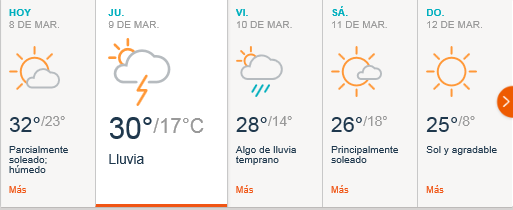 HOY
8 DE MAR.
32°/23°
Parcialmente
soleado;
húmedo
Más
JU.
9 DE MAR.
30°/17°C
Lluvia
VI.
10 DE MAR.
28°/14°
Algo de lluvia
temprano
Más
SÁ.
11 DE MAR.
26°/18°
Principalmente
soleado
Más
DO.
12 DE MAR.
25°/8°
Sol y agradable
Más